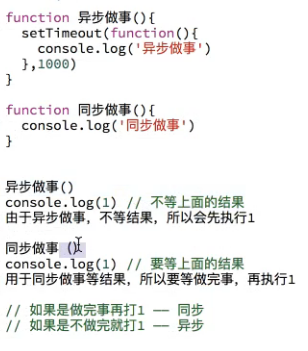 function 异步做事(){
  setTimeout(function(){
    console.log('异步做事')
  },1000)
}
function 同步做事(){
  console.log('同步做事')
}
异步做事()
console.log(1) // 不等上面的结果
由于异步做事，不等结果，所以会先执行1
同步做事 ()
console.log(1) // 要等上面的结果
用于同步做事等结果，所以要等做完事，再执行1
// 如果是做完事再打1 —— 同步
// 如果是不做完就打1 —— 异步